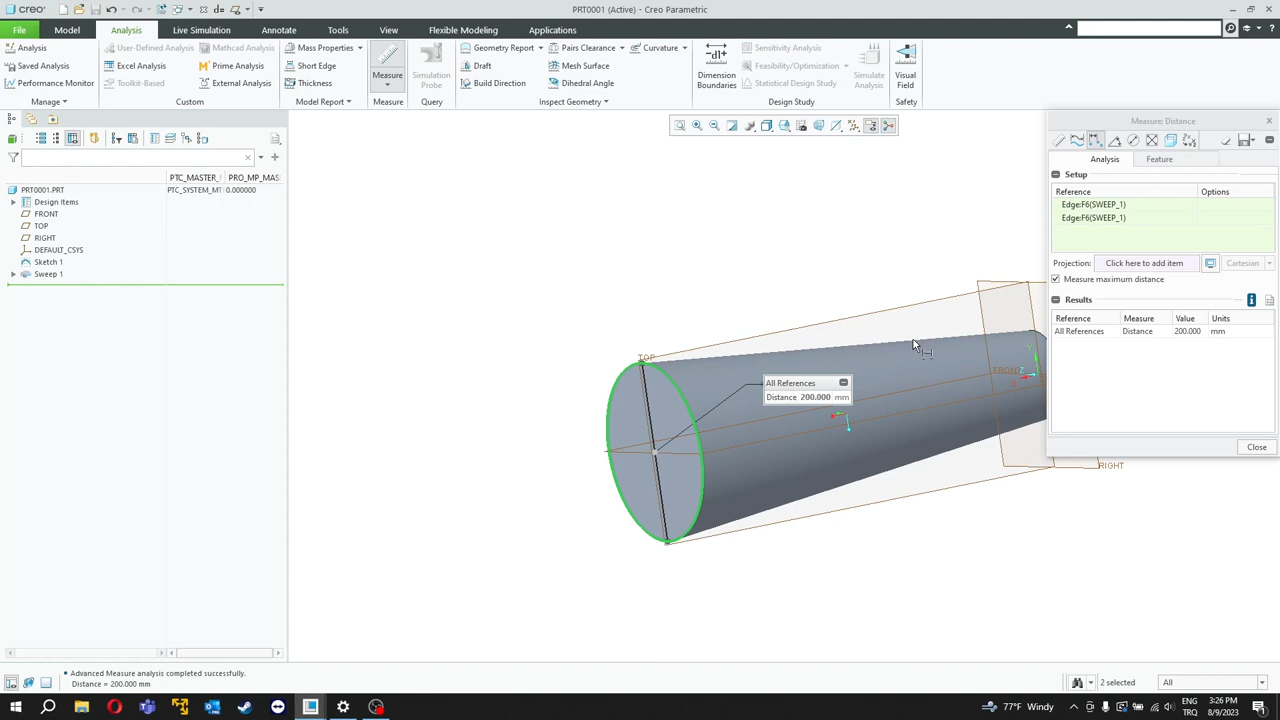 creo® PRT0001 (Active) - Creo Parametric
File Model Analysis Live Simulation Annotate Tools View Flexible Modeling Applications
Analysis User-Defined Analysis Mathcad Analysis Mass Properties Geometry Report Pairs Clearance Curvature Sensitivity Analysis
Saved Analysis Excel Analysis Prime Analysis Short Edge Draft Mesh Surface Feasibility/Optimization
Performance Monitor Toolkit-Based External Analysis Thickness Build Direction Dihedral Angle Statistical Design Study
Measure Simulation Probe Dimension Boundaries Simulate Analysis Visual Field
Manage Custom Model Report Measure Query Inspect Geometry Design Study Safety
Measure: Distance
Analysis Feature
PTC_MASTER_ PRO_MP_MAS
PRT0001.PRT PTC_SYSTEM_MT 0.000000
Design Items
FRONT
TOP
RIGHT
DEFAULT_CSYS
Sketch 1
Sweep 1
Setup
Reference Options
Edge:F6(SWEEP_1)
Edge:F6(SWEEP_1)
Projection: Click here to add item Cartesian
Measure maximum distance
Results
Reference Measure Value Units
All References Distance 200.000 mm
Close
TOP
FRONT
Y
Z
X
RIGHT
All References
Distance 200.000 mm
Advanced Measure analysis completed successfully.
Distance = 200.000 mm
2 selected All
77°F Windy ENG 3:26 PM
TRQ 8/9/2023